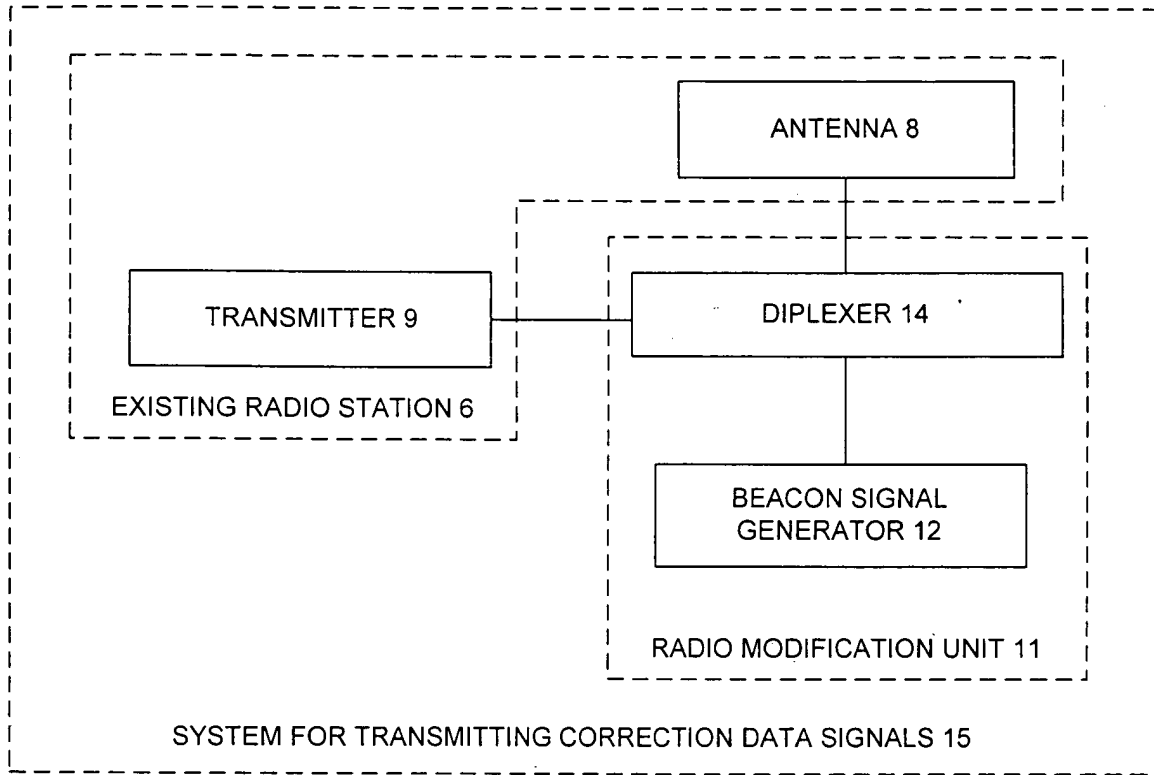 ANTENNA 8
TRANSMITTER 9
DIPLEXER 14
EXISTING RADIO STATION 6
BEACON SIGNAL
GENERATOR 12
RADIO MODIFICATION UNIT 11
SYSTEM FOR TRANSMITTING CORRECTION DATA SIGNALS 15